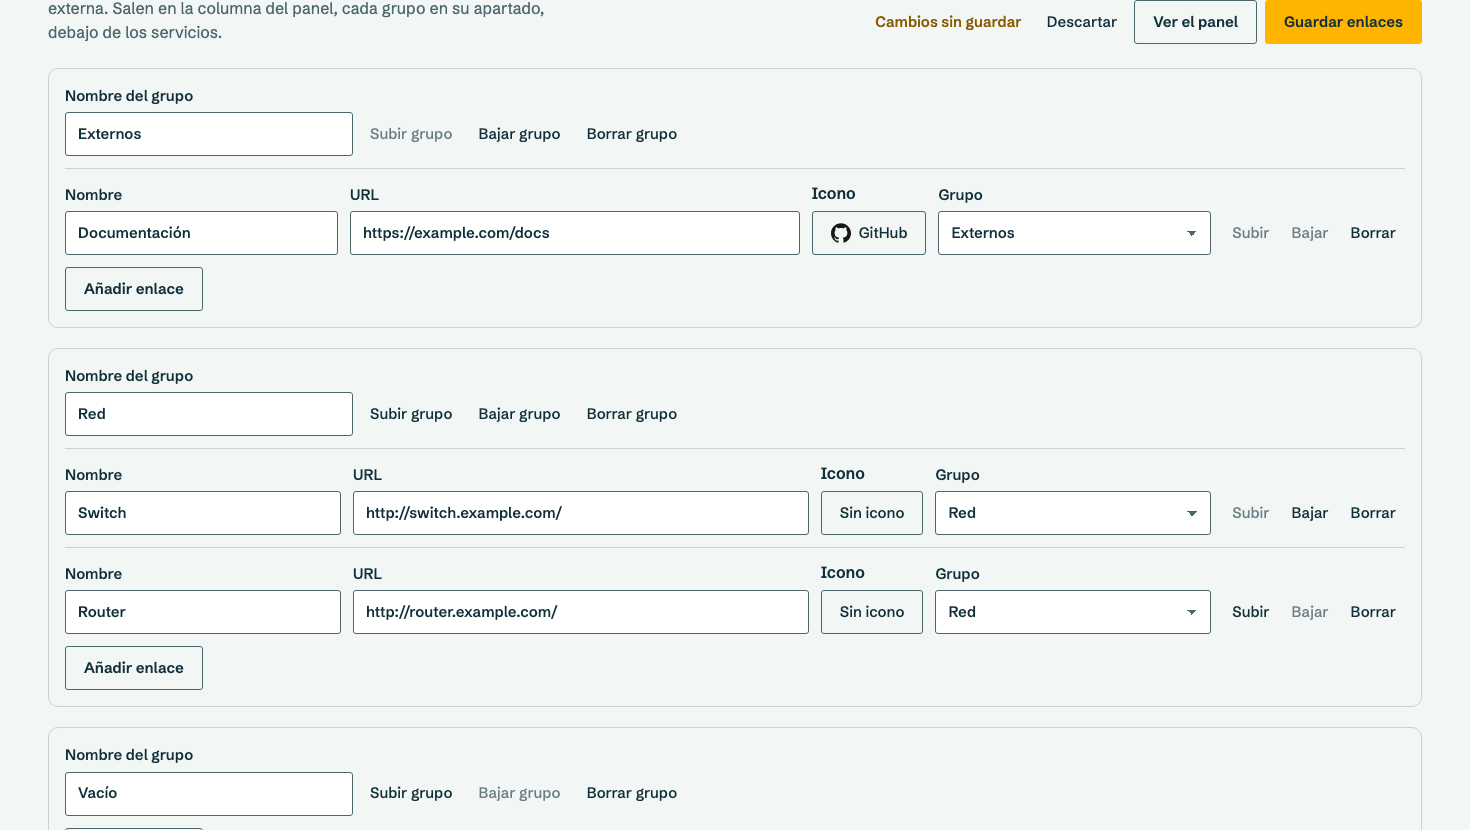 externa. Salen en la columna del panel, cada grupo en su apartado,
debajo de los servicios.
Cambios sin guardar Descartar Ver el panel Guardar enlaces
Nombre del grupo
Externos Subir grupo Bajar grupo Borrar grupo
Nombre URL Icono Grupo
Documentación https://example.com/docs GitHub Externos Subir Bajar Borrar
Añadir enlace
Nombre del grupo
Red Subir grupo Bajar grupo Borrar grupo
Nombre URL Icono Grupo
Switch http://switch.example.com/ Sin icono Red Subir Bajar Borrar
Nombre URL Icono Grupo
Router http://router.example.com/ Sin icono Red Subir Bajar Borrar
Añadir enlace
Nombre del grupo
Vacío Subir grupo Bajar grupo Borrar grupo